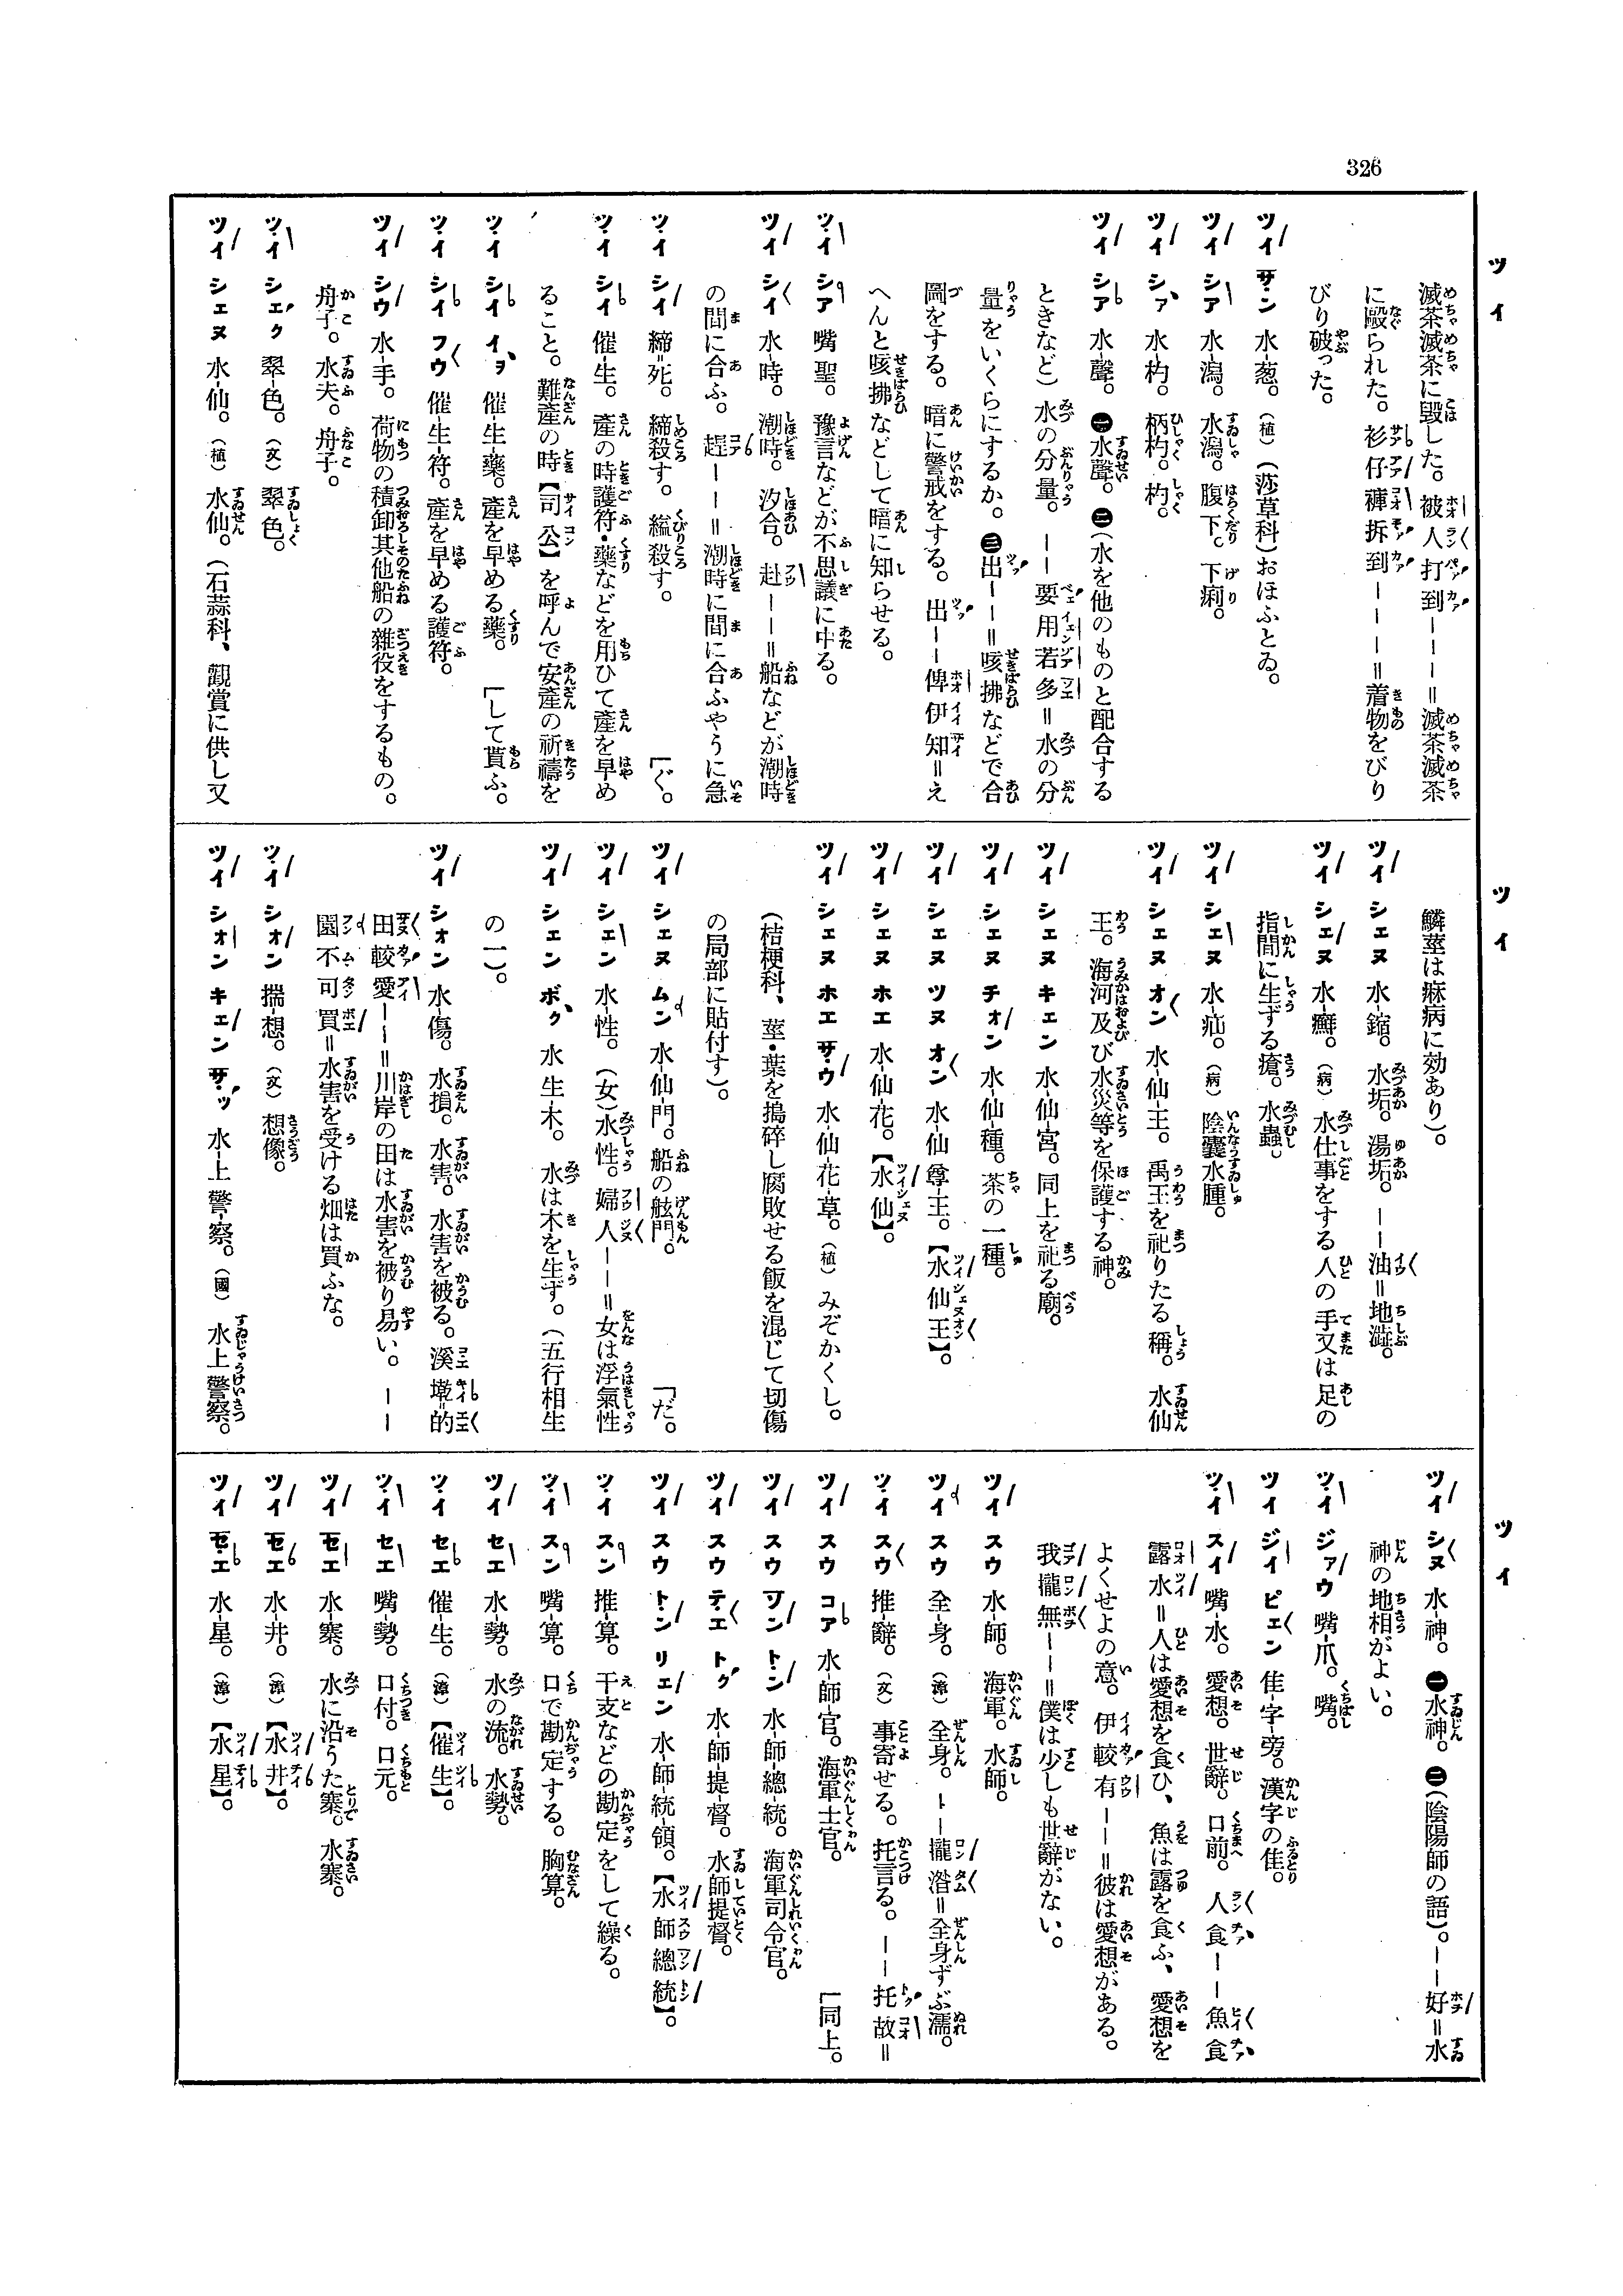 326
ツイ
滅茶滅茶に毀した。被人打到ーーー＝滅茶滅茶
に毆られた。衫仔褲拆到ーーー＝着物をびり
びり破った。
ツイ サン 水-葱。（植）（莎草科）おほふとゐ。
ツイ シア 水-瀉。水瀉。腹下。下痢。
ツイ シァ 水-杓。柄杓。杓。
ツイ シア 水-聲。㊀水聲。㊁（水を他のものと配合する
ときなど）水の分量。ーー要用若多＝水の分
量をいくらにするか。㊂出ーー＝咳拂などで合
圖をする。暗に警戒をする。出ーー俾伊知＝え
へんと咳拂などして暗に知らせる。
ツイ シア 嘴聖。豫言などが不思議に中る。
ツイ シイ 水-時。潮時。汐合。赴ーー＝船などが潮時
の間に合ふ。趕ーー＝潮時に間に合ふやうに急
ツイ シイ 締=死。締殺す。縊殺す。「ぐ。
ツイ シイ 催-生。產の時護符・藥などを用ひて產を早め
ること。難產の時【司公】を呼んで安產の祈禱を
ツイ シイ イヲ 催-生-藥。產を早める藥。「して貰ふ。
ツイ シイ フウ 催-生-符。產を早める護符。
ツイ シウ 水-手。荷物の積卸其他船の雜役をするもの。
舟子。水夫。舟子。
ツイ シェク 翠-色。（文）翠色。
ツイ シェヌ 水-仙。（植）水仙。（石蒜科、觀賞に供し又
ツイ
鱗莖は痳病に効あり）。
ツイ シェヌ 水-鏥。水垢。湯垢。ーー油＝地澁。
ツイ シェヌ 水-癬。（病）水仕事をする人の手又は足の
指間に生ずる瘡。水蟲。
ツイ シェヌ 水-疝。（病）陰囊水腫。
ツイ シェヌ オン 水-仙-王。禹王を祀りたる稱。水仙
王。海河及び水災等を保護する神。
ツイ シェヌ キェン 水-仙-宮。同上を祀る廟。
ツイ シェヌ チォン 水-仙-種。茶の一種。
ツイ シェヌ ツヌ オン 水-仙 尊-王。【水仙王】。
ツイ シェヌ ホエ 水-仙-花。【水仙】。
ツイ シェヌ ホエ サウ 水-仙-花-草。（植）みぞかくし。
（桔梗科、莖・葉を搗碎し腐敗せる飯を混じて切傷
の局部に貼付す）。
ツイ シェヌ ムン 水-仙-門。船の舷門。「だ。
ツイ シェン 水-性。（女）水性。婦人ーー＝女は浮氣性
ツイ シェン ボク 水 生-木。水は木を生ず。（五行相生
の一）。
ツイ シォン 水-傷。水損。水害。水害を被る。溪墘=的
田較愛ーー＝川岸の田は水害を被り易い。ーー
園不可買＝水害を受ける畑は買ふな。
ツイ シォン 揣-想。（文）想像。
ツイ シォン キェン サッ 水-上 警-察。（國）水上警察。
ツイ
ツイ シヌ 水-神。㊀水神。㊁（陰陽師の語）。ーー好＝水
神の地相がよい。
ツイ ジァウ 嘴-爪。嘴。
ツイ ジイ ピェン 隹-字-旁。漢字の隹。
ツイ スイ 嘴-水。愛想。世辭。口前。人食ーー魚食
露水＝人は愛想を食ひ、魚は露を食ふ、愛想を
よくせよの意。伊較有ーー＝彼は愛想がある。
我攏無ーー＝僕は少しも世辭がない。
ツイ スウ 水-師。海軍。水師。
ツイ スウ 全-身。（漳）全身。ーー攏澘＝全身ずぶ濡。
ツイ スウ 推-辭。（文）事寄せる。托言る。ーー托故＝
ツイ スウ コア 水-師-官。海軍士官。「同上。
ツイ スウ ゾン トン 水-師-總-統。海軍司令官。
ツイ スウ テエ トク 水-師-提-督。水師提督。
ツイ スウ トン リェン 水-師-統-領。【水師總統】。
ツイ スン 推-算。干支などの勘定をして繰る。
ツイ スン 嘴-算。口で勘定する。胸算。
ツイ セエ 水-勢。水の流。水勢。
ツイ セエ 催-生。（漳）【催生】。
ツイ セエ 嘴-勢。口付。口元。
ツイ セエ 水-寨。水に沿うた寨。水寨。
ツイ セエ 水-井。（漳）【水井】。
ツイ セエ 水-星。（漳）【水星】。